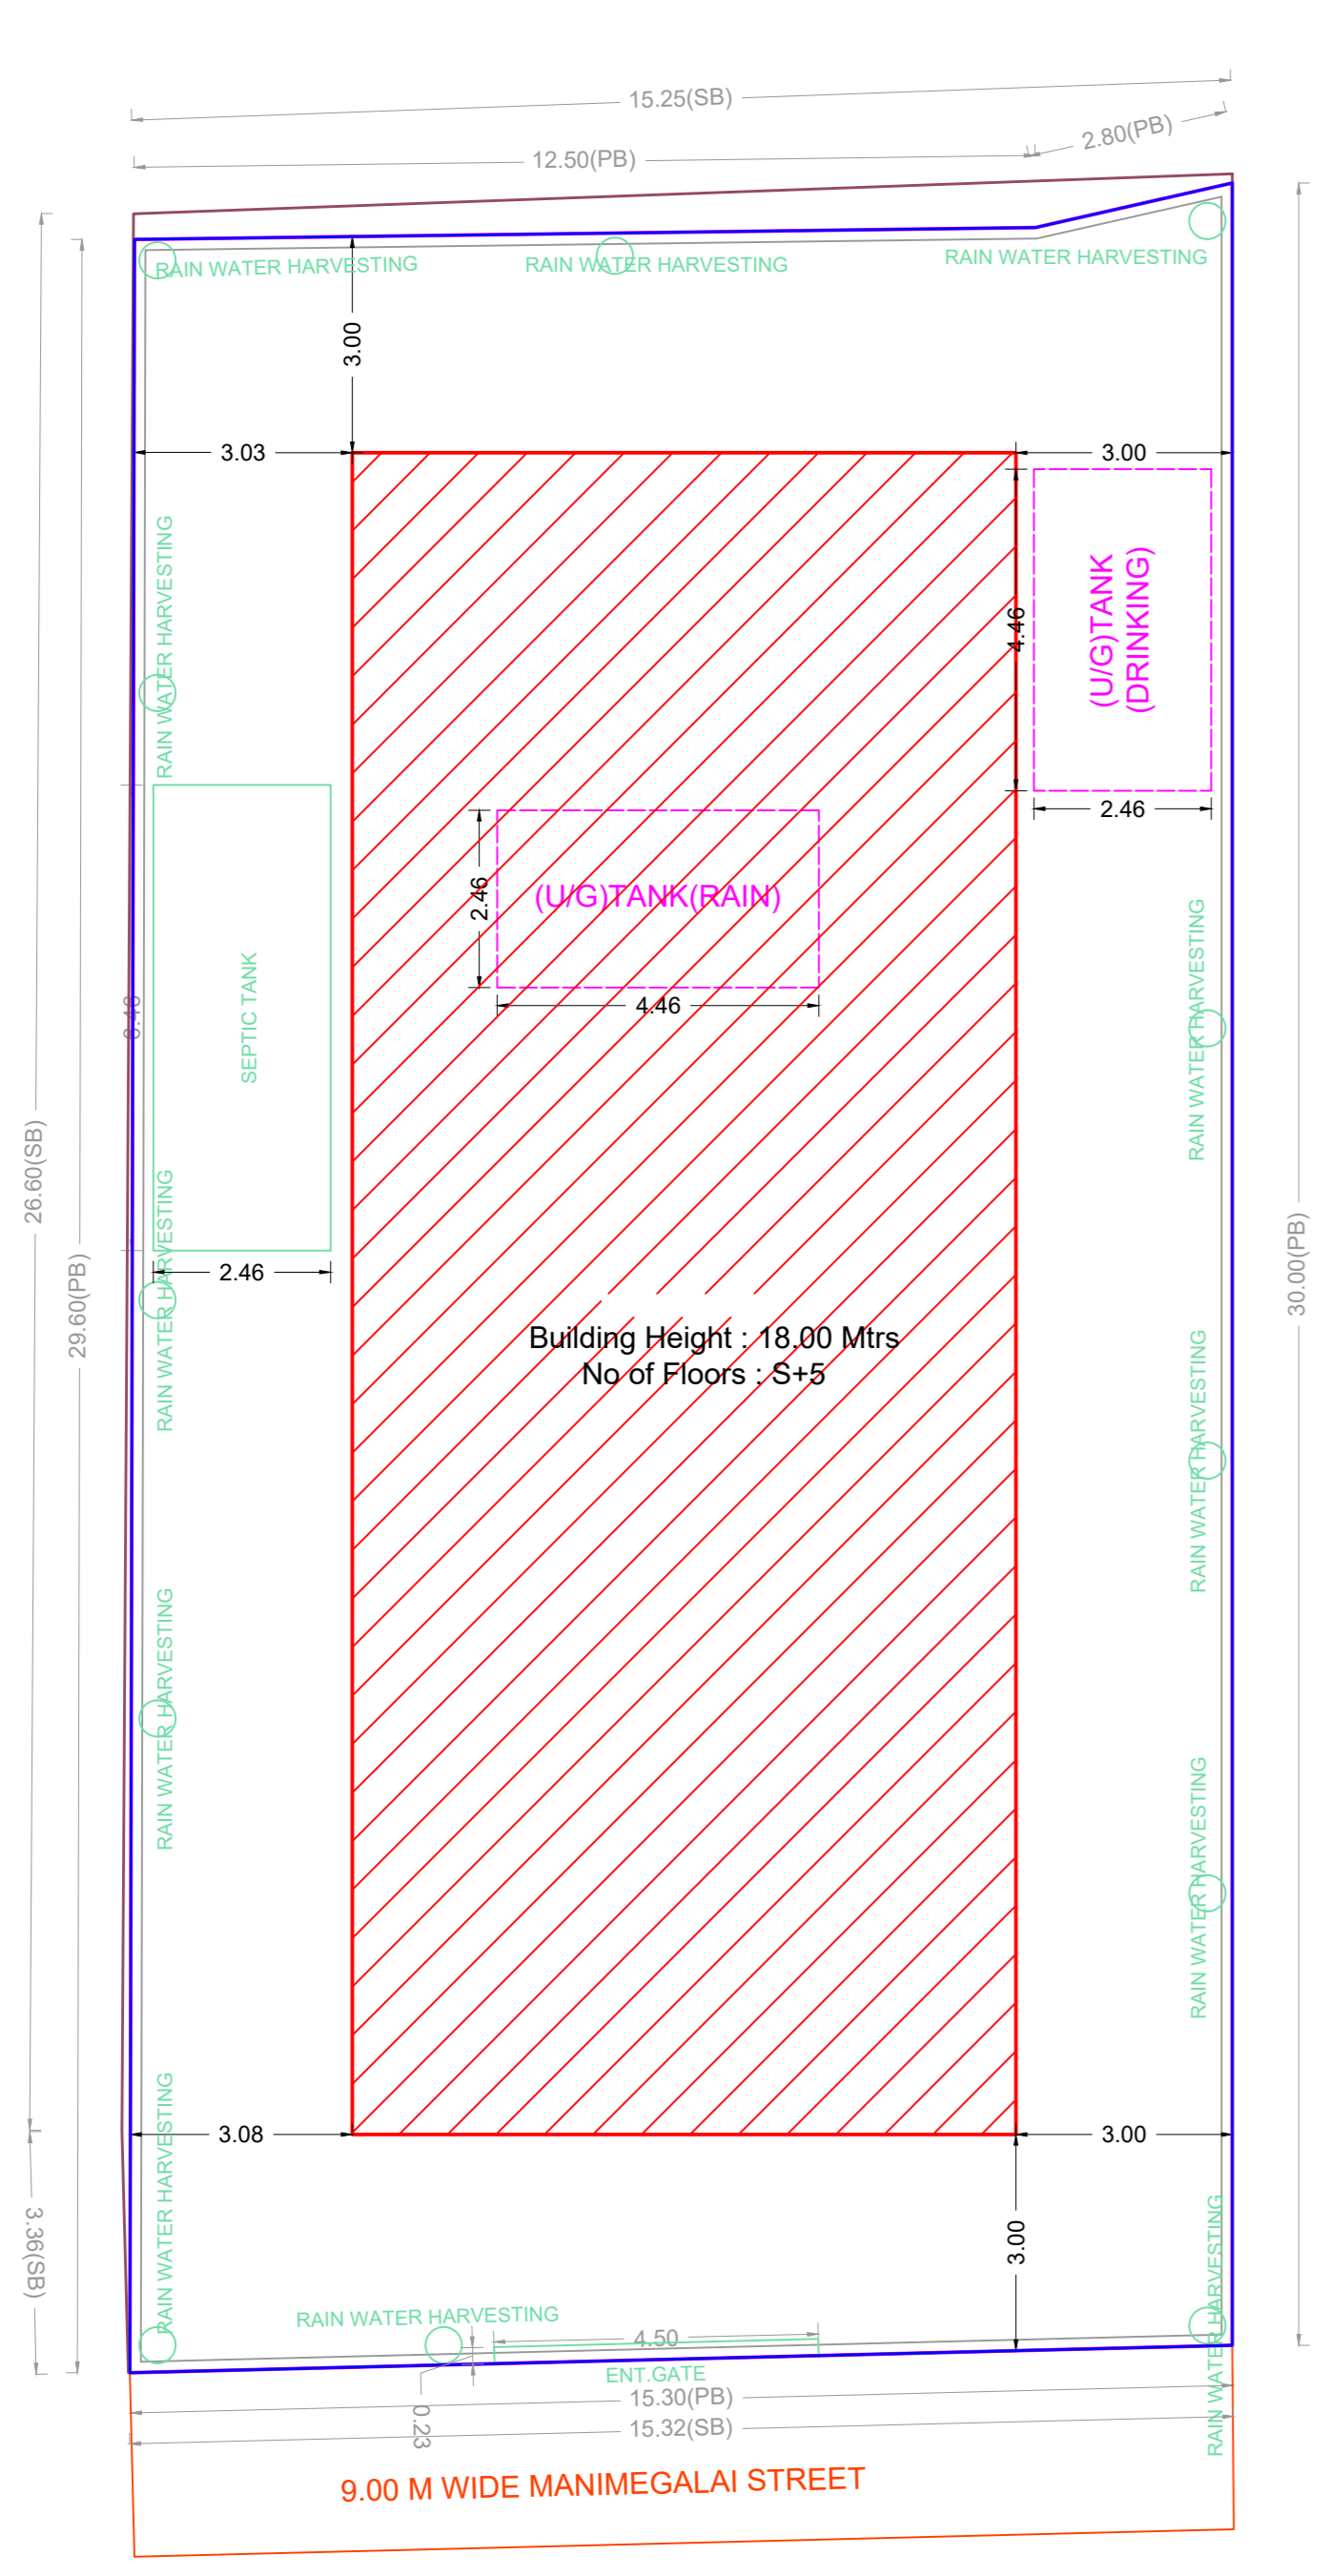 15.25(SB)
12.50(PB)
2.80(PB)
RAIN WATER HARVESTING
RAIN WATER HARVESTING
RAIN WATER HARVESTING
3.00
3.03
3.00
RAIN WATER HARVESTING
4.46
(U/G)TANK
(DRINKING)
2.46
2.46
(U/G)TANK(RAIN)
4.46
SEPTIC TANK
2.46
RAIN WATER HARVESTING
RAIN WATER HARVESTING
26.60(SB)
29.60(PB)
30.00(PB)
Building Height : 18.00 Mtrs
No of Floors : S+5
RAIN WATER HARVESTING
RAIN WATER HARVESTING
RAIN WATER HARVESTING
3.08
3.00
RAIN WATER HARVESTING
3.36(SB)
3.00
RAIN WATER HARVESTING
RAIN WATER HARVESTING
4.50
ENT.GATE
0.23
15.30(PB)
15.32(SB)
9.00 M WIDE MANIMEGALAI STREET